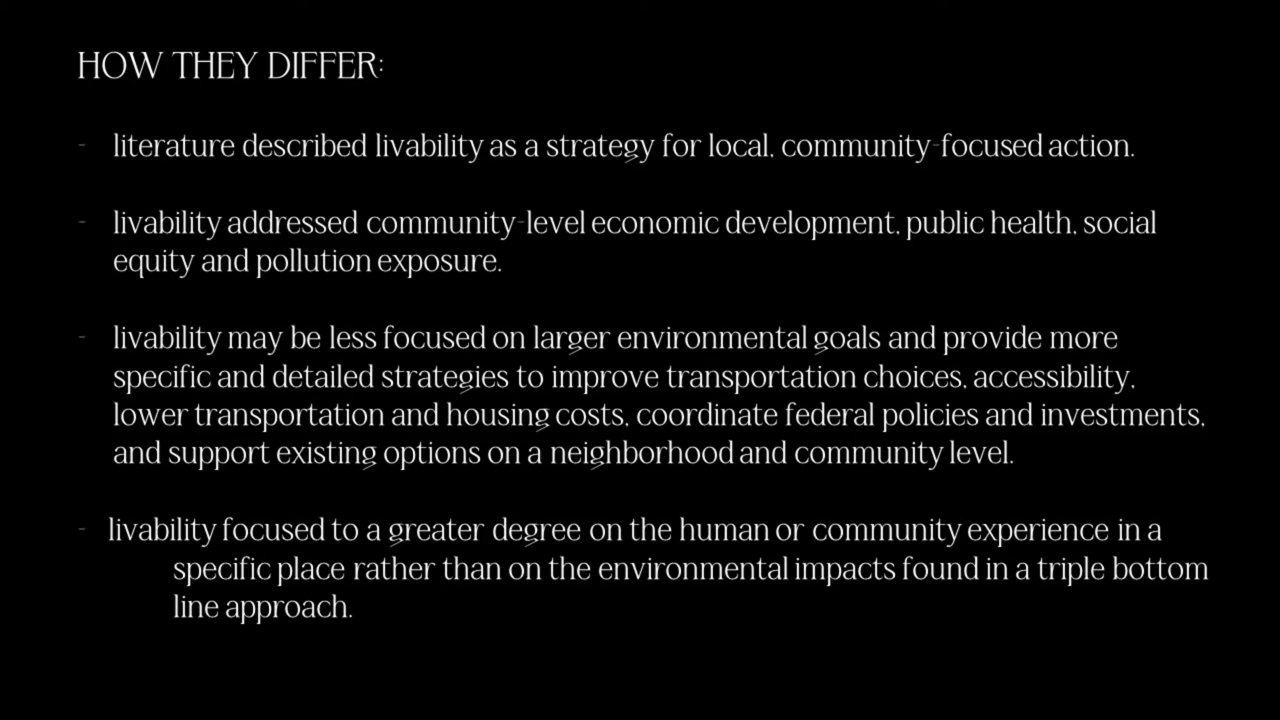 HOW THEY DIFFER:
- literature described livability as a strategy for local, community-focused action.
- livability addressed community-level economic development, public health, social
equity and pollution exposure.
- livability may be less focused on larger environmental goals and provide more
specific and detailed strategies to improve transportation choices, accessibility,
lower transportation and housing costs, coordinate federal policies and investments,
and support existing options on a neighborhood and community level.
- livability focused to a greater degree on the human or community experience in a
specific place rather than on the environmental impacts found in a triple bottom
line approach.